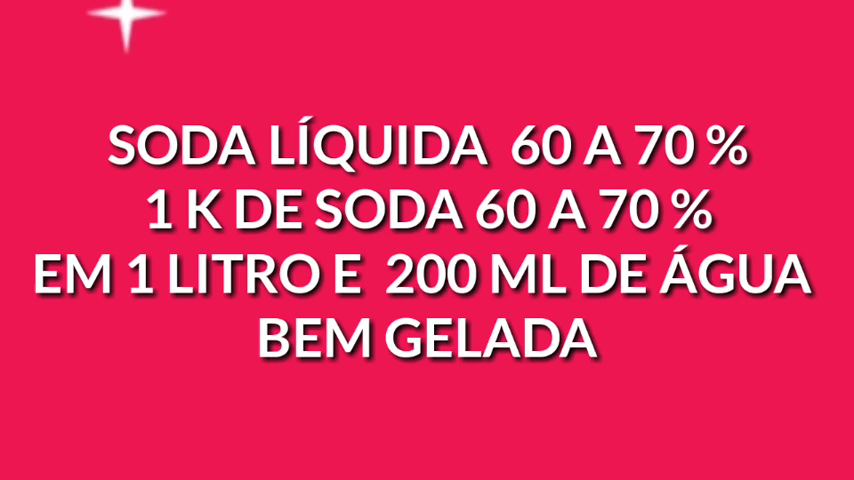 SODA LÍQUIDA 60 A 70 %
1 K DE SODA 60 A 70 %
EM 1 LITRO E 200 ML DE ÁGUA
BEM GELADA